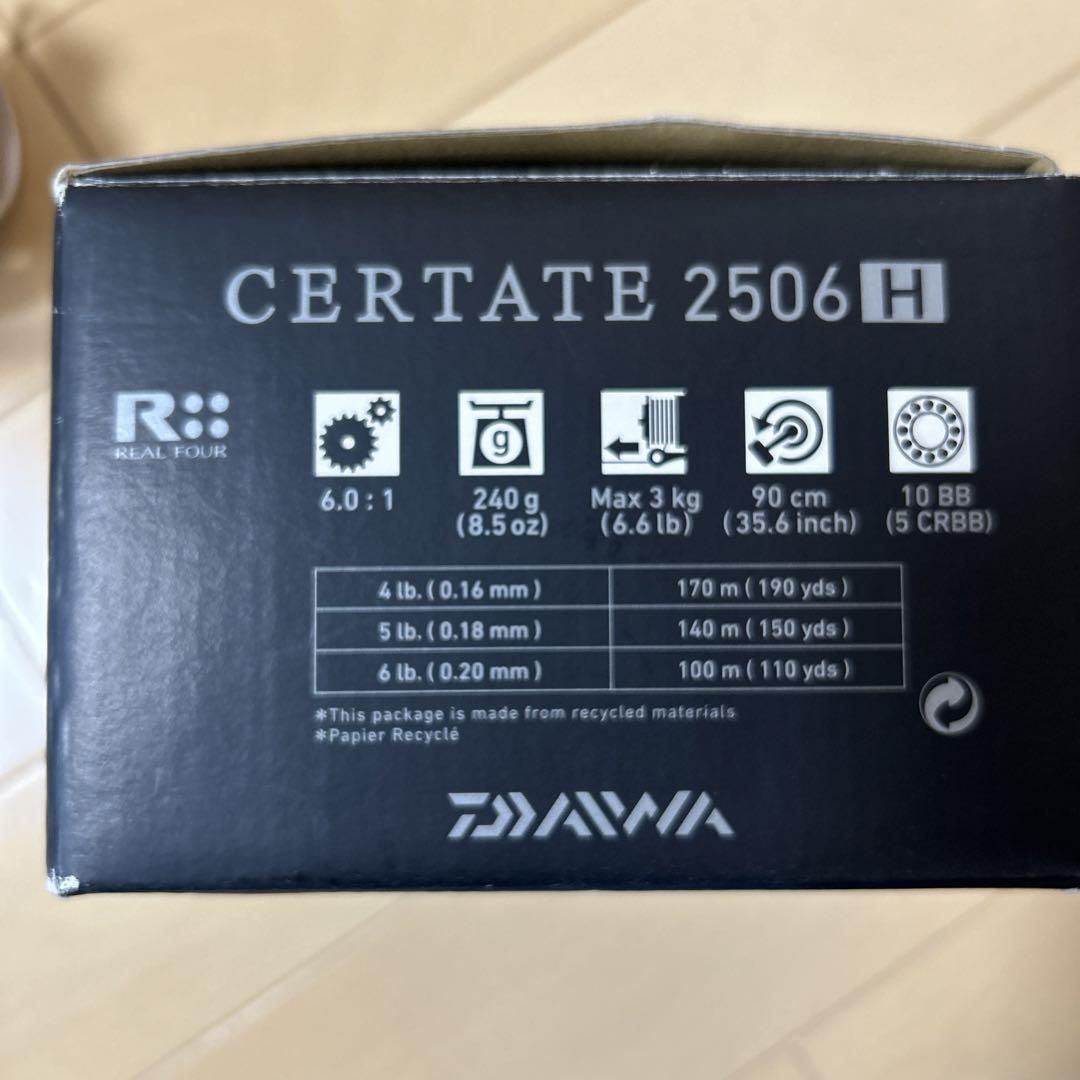 CERTATE 2506 H
R
REAL FOUR
6.0 : 1
240 g
(8.5 oz)
g
Max 3 kg
(6.6 lb)
90 cm
(35.6 inch)
10 BB
(5 CRBB)
4 lb. ( 0.16 mm ) 170 m ( 190 yds )
5 lb. ( 0.18 mm ) 140 m ( 150 yds )
6 lb. ( 0.20 mm ) 100 m ( 110 yds )
*This package is made from recycled materials
*Papier Recyclé
DAIWA